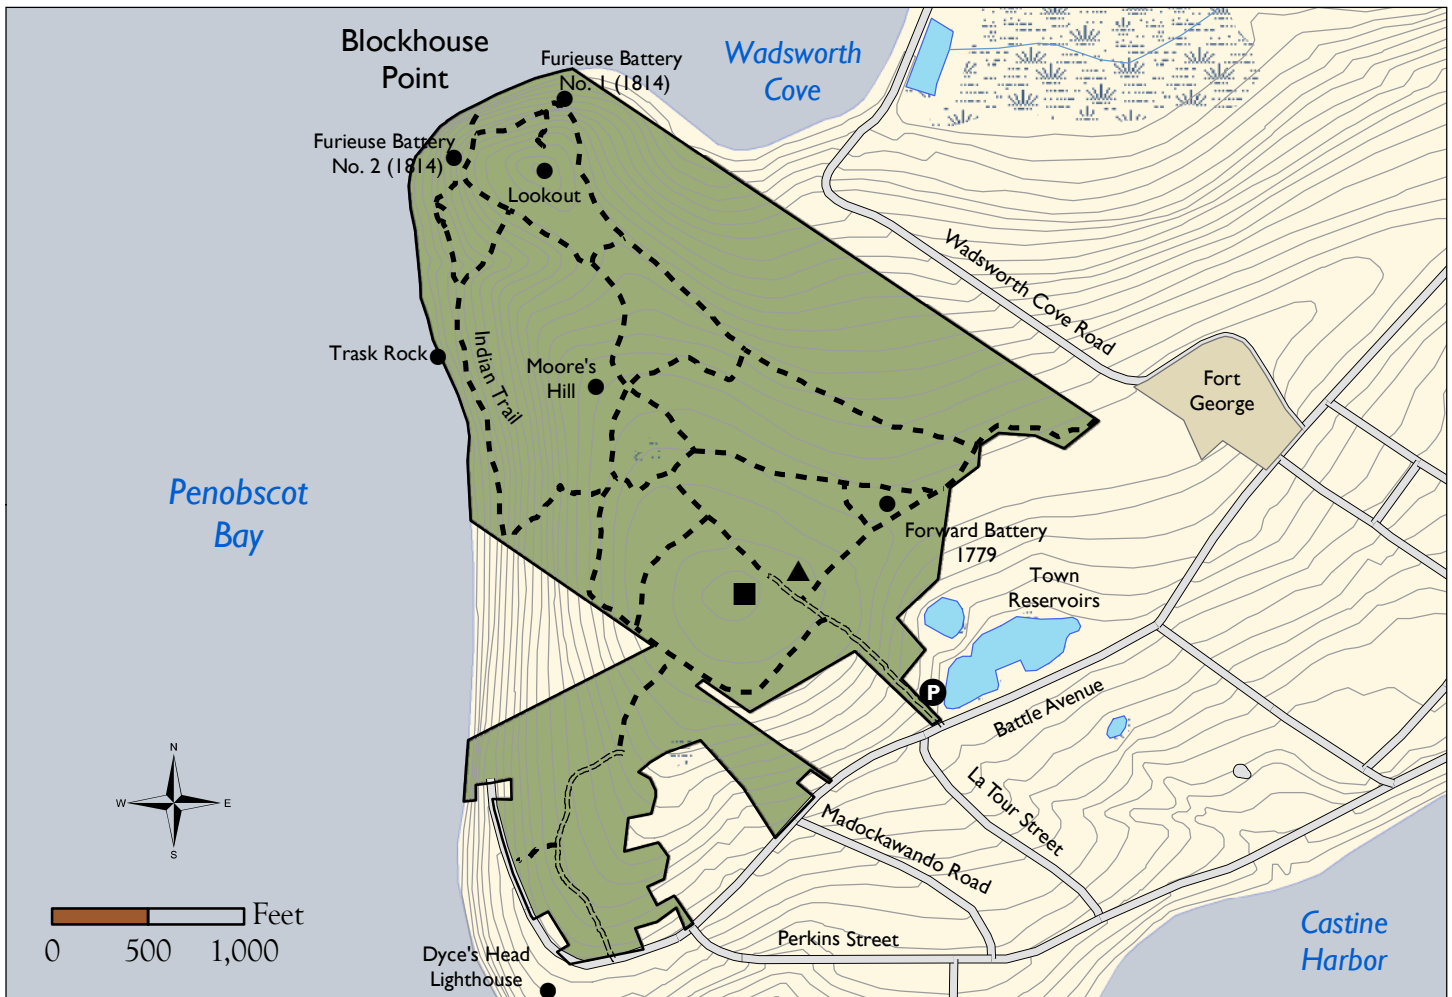 Blockhouse
Point
Furieuse Battery
No. 1 (1814)
Wadsworth
Cove
Furieuse Battery
No. 2 (1814)
Lookout
Wadsworth Cove Road
Trask Rock
Indian Trail
Moore's
Hill
Fort
George
Penobscot
Bay
Forward Battery
1779
Town
Reservoirs
P
Battle Avenue
N
W
E
S
La Tour Street
Madockawando Road
Feet
0
500
1,000
Perkins Street
Castine
Harbor
Dyce's Head
Lighthouse